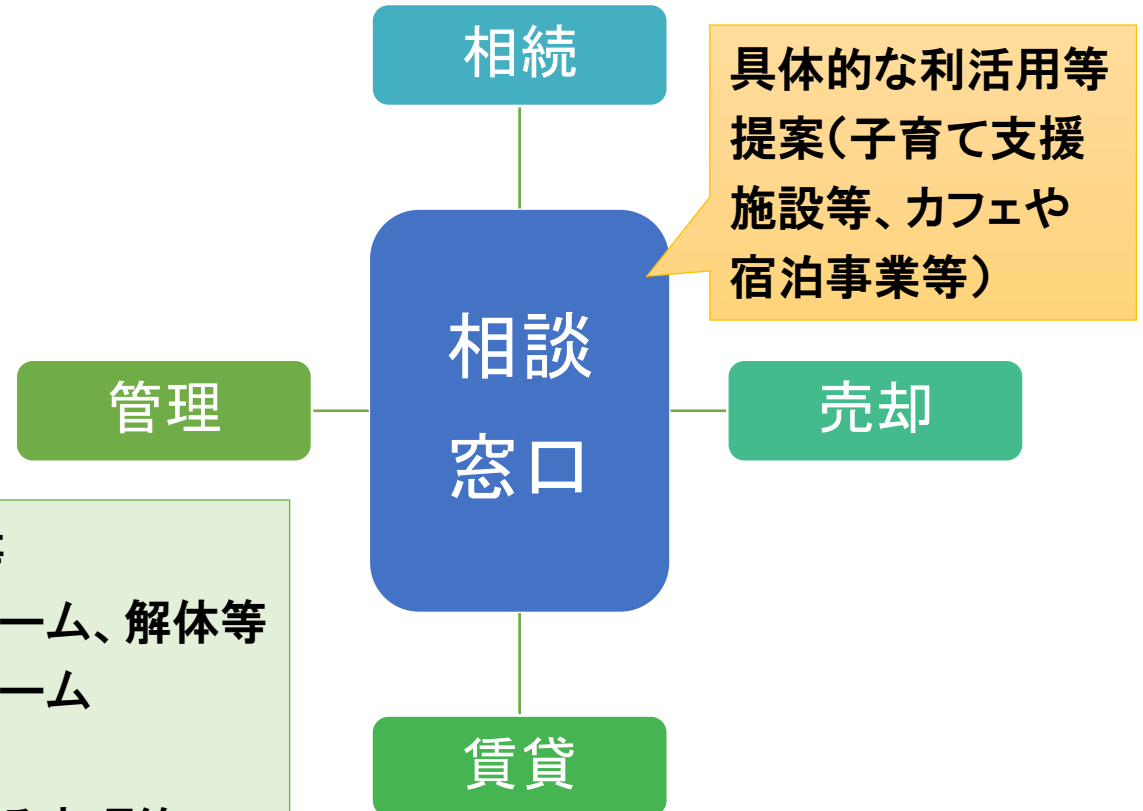 相続
具体的な利活用等
提案(子育て支援
施設等、カフェや
宿泊事業等)
相談
窓口
管理
売却
ーム、解体等
ーム
賃貸